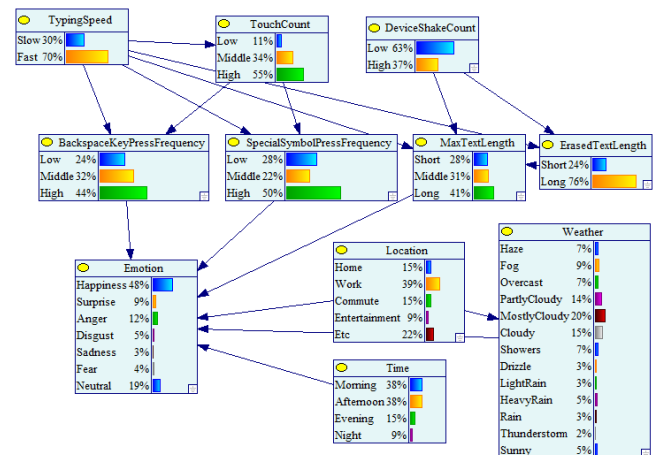 TypingSpeed
Slow 30%
Fast 70%
TouchCount
Low 11%
Middle 34%
High 55%
DeviceShakeCount
Low 63%
High 37%
BackspaceKeyPressFrequency
Low 24%
Middle 32%
High 44%
SpecialSymbolPressFrequency
Low 28%
Middle 22%
High 50%
MaxTextLength
Short 28%
Middle 31%
Long 41%
ErasedTextLength
Short 24%
Long 76%
Emotion
Happiness 48%
Surprise 9%
Anger 12%
Disgust 5%
Sadness 3%
Fear 4%
Neutral 19%
Location
Home 15%
Work 39%
Commute 15%
Entertainment 9%
Etc 22%
Time
Morning 38%
Afternoon 38%
Evening 15%
Night 9%
Weather
Haze 7%
Fog 9%
Overcast 7%
PartlyCloudy 14%
MostlyCloudy 20%
Cloudy 15%
Showers 7%
Drizzle 3%
LightRain 3%
HeavyRain 5%
Rain 3%
Thunderstorm 2%
Sunny 5%